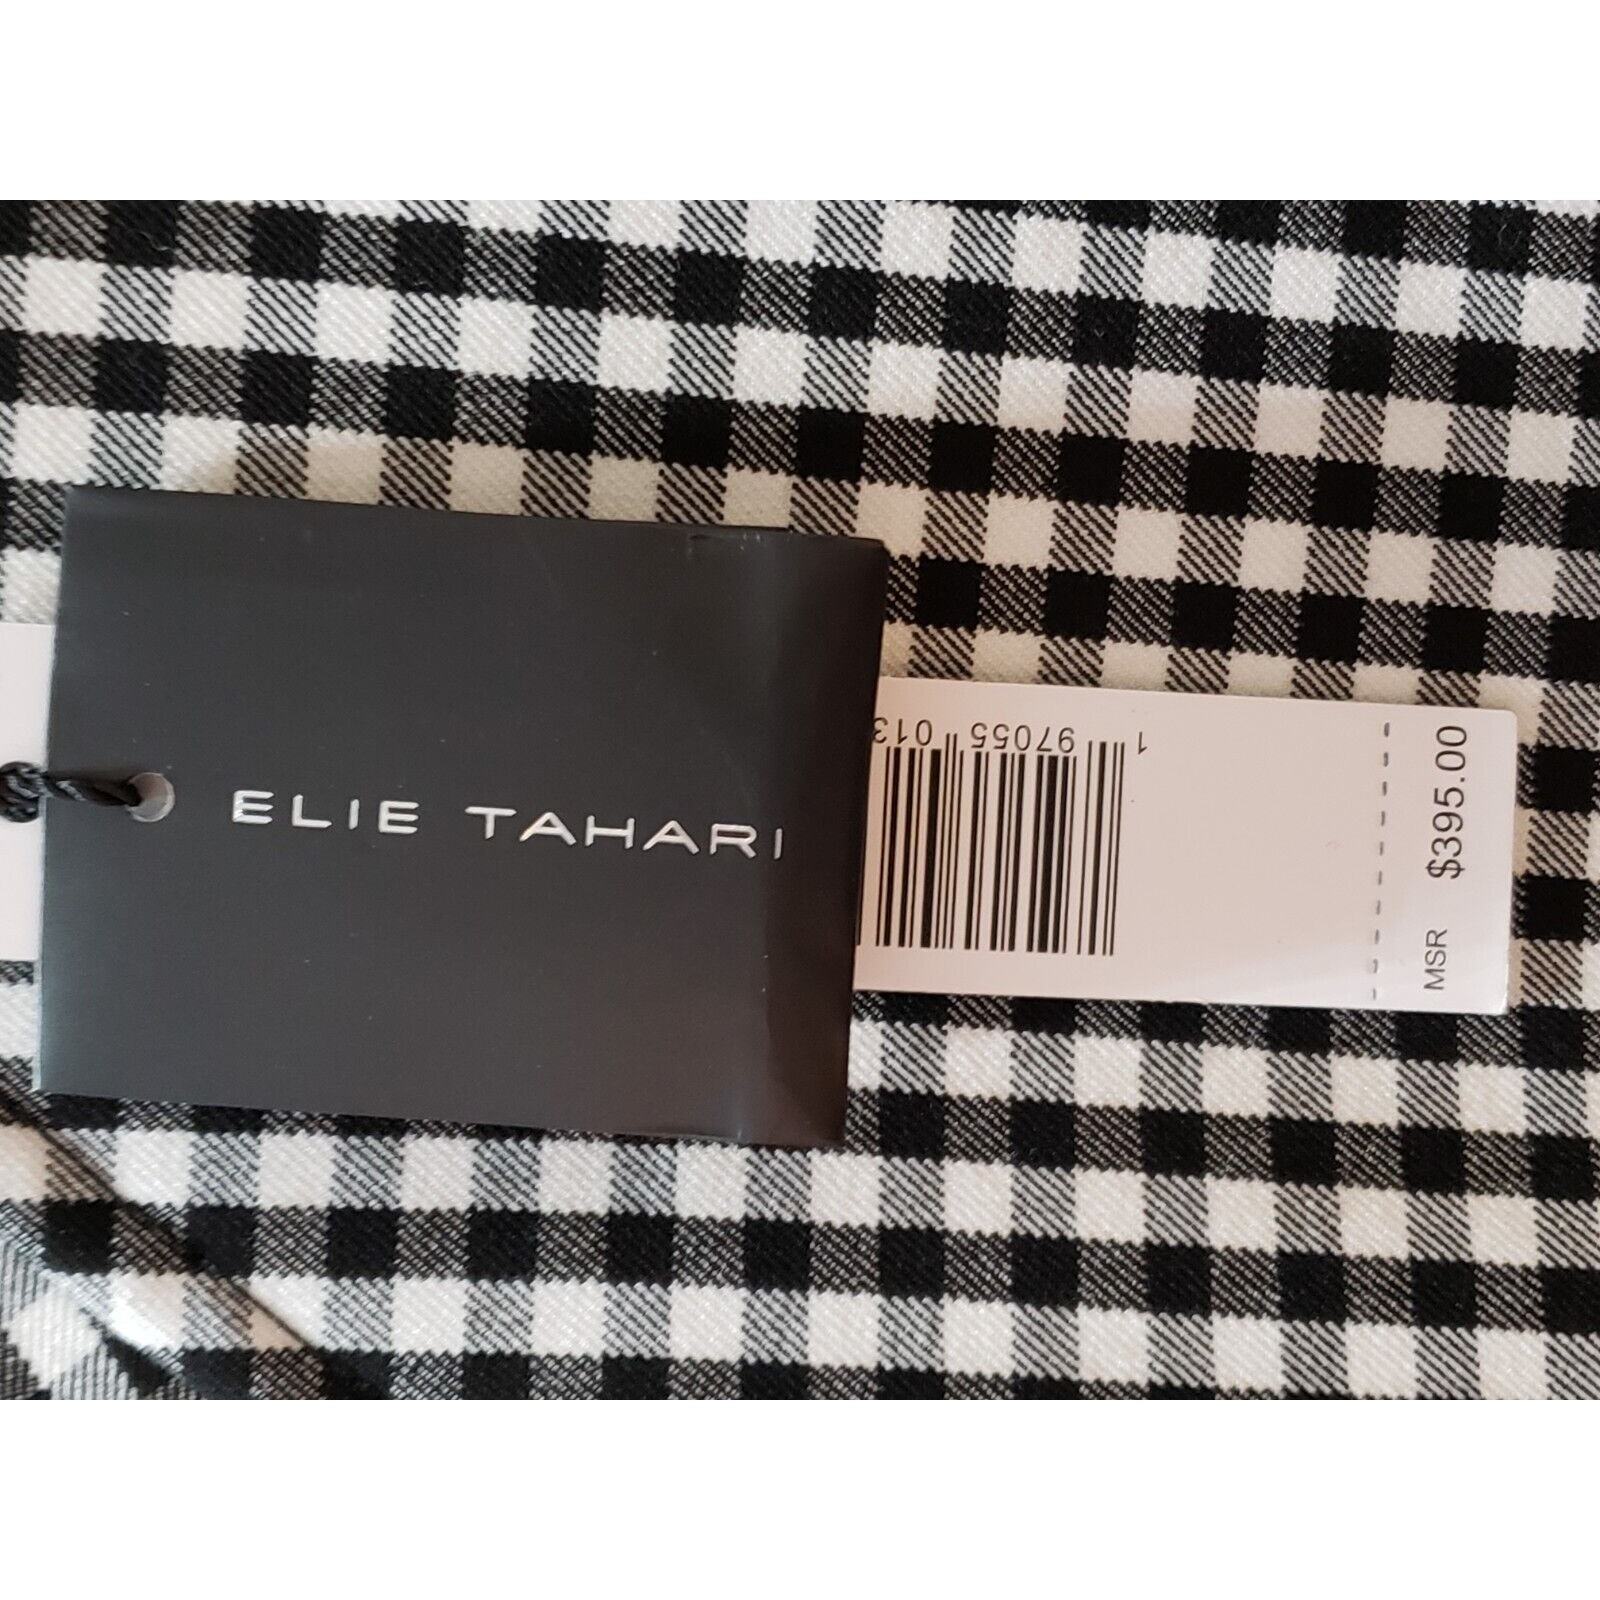 ELIE TAHARI
1 97055 013
MSR $395.00